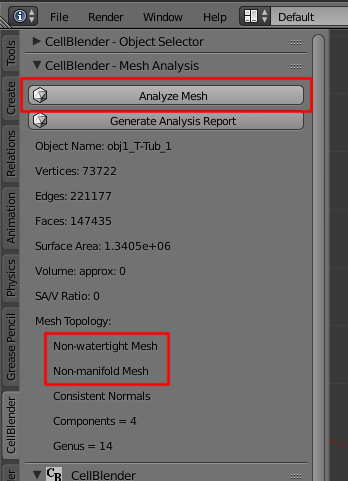 File Render Window Help Default
Tools
Create
Relations
Animation
Physics
Grease Pencil
CellBlender
er
CellBlender - Object Selector
CellBlender - Mesh Analysis
Analyze Mesh
Generate Analysis Report
Object Name: obj1_T-Tub_1
Vertices: 73722
Edges: 221177
Faces: 147435
Surface Area: 1.3405e+06
Volume: approx: 0
SA/V Ratio: 0
Mesh Topology:
Non-watertight Mesh
Non-manifold Mesh
Consistent Normals
Components = 4
Genus = 14
CB CellBlender